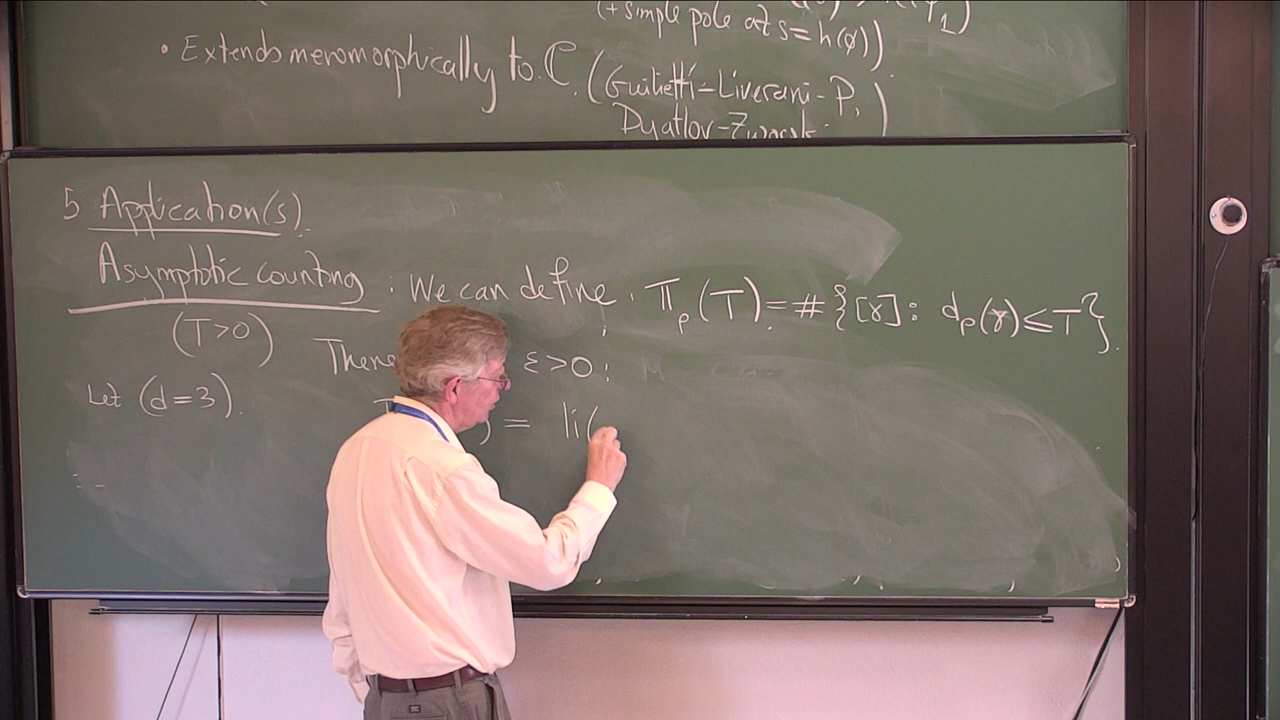 (+ simple pole at s = h(φ))
• Extends meromorphically to ℂ. (Guilietti-Liverani-P,
Dyatlov-Zworski)
5 Application(s).
Asymptotic counting : We can define, π_ρ(T) = # {[γ] : d_ρ(γ) ≤ T}.
(T>0)
There ε>0 :
Let (d=3).
) = li(